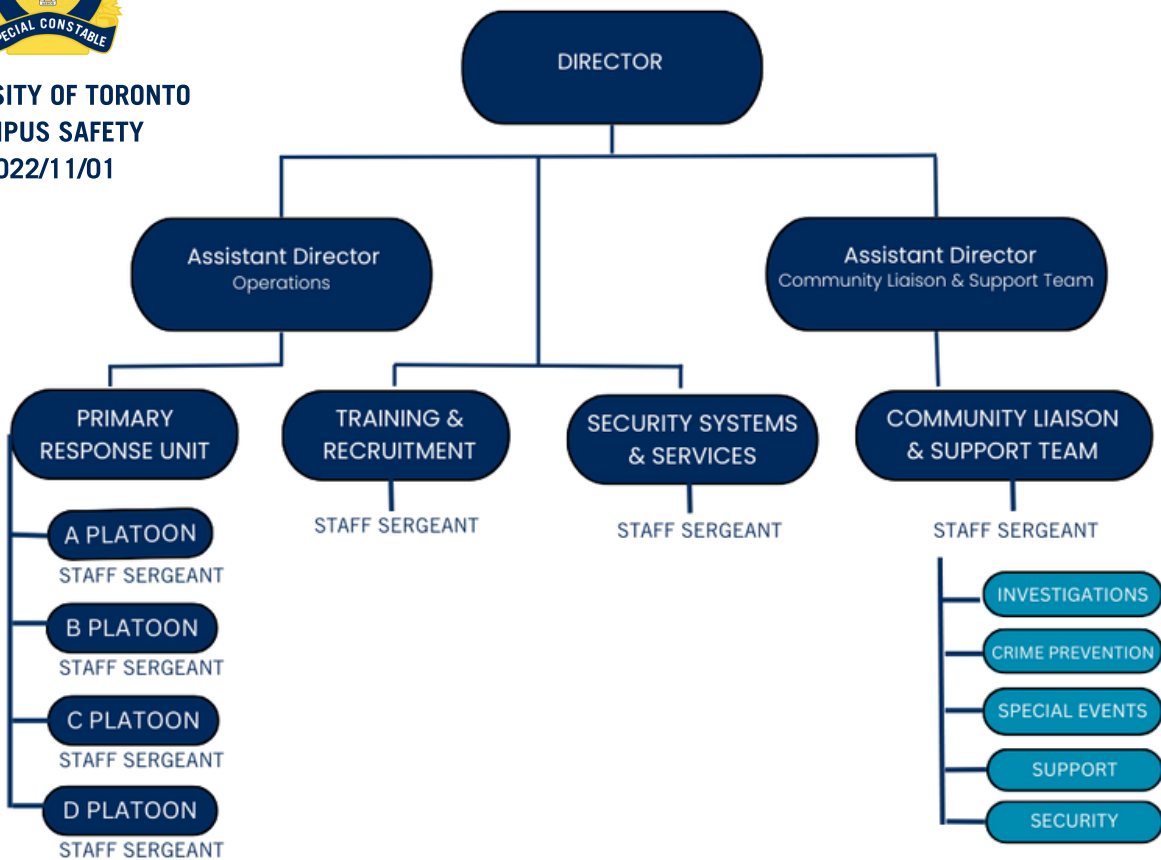 SPECIAL CONSTABLE
SITY OF TORONTO
PUS SAFETY
022/11/01
DIRECTOR
Assistant Director
Operations
Assistant Director
Community Liaison & Support Team
PRIMARY
RESPONSE UNIT
TRAINING &
RECRUITMENT
SECURITY SYSTEMS
& SERVICES
COMMUNITY LIAISON
& SUPPORT TEAM
STAFF SERGEANT
STAFF SERGEANT
STAFF SERGEANT
A PLATOON
STAFF SERGEANT
B PLATOON
STAFF SERGEANT
C PLATOON
STAFF SERGEANT
D PLATOON
STAFF SERGEANT
INVESTIGATIONS
CRIME PREVENTION
SPECIAL EVENTS
SUPPORT
SECURITY